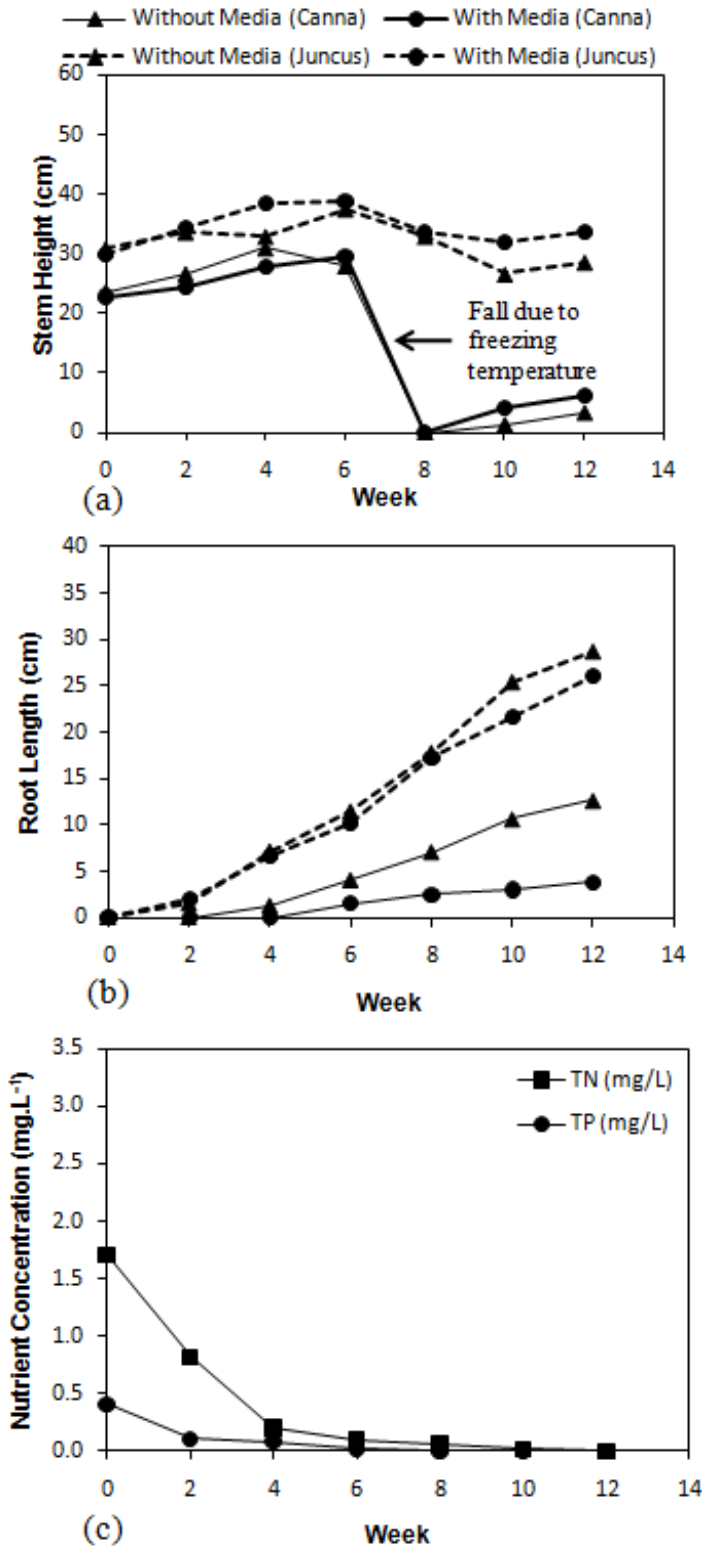 Without Media (Canna) With Media (Canna)
Without Media (Juncus) With Media (Juncus)
60
50
40
30
20
10
0
Stem Height (cm)
Fall due to
freezing
temperature
0 2 4 6 8 10 12 14
(a) Week
40
35
30
25
20
15
10
5
0
Root Length (cm)
0 2 4 6 8 10 12 14
(b) Week
3.5
3.0
2.5
2.0
1.5
1.0
0.5
0.0
Nutrient Concentration (mg.L⁻¹)
TN (mg/L)
TP (mg/L)
0 2 4 6 8 10 12 14
(c) Week